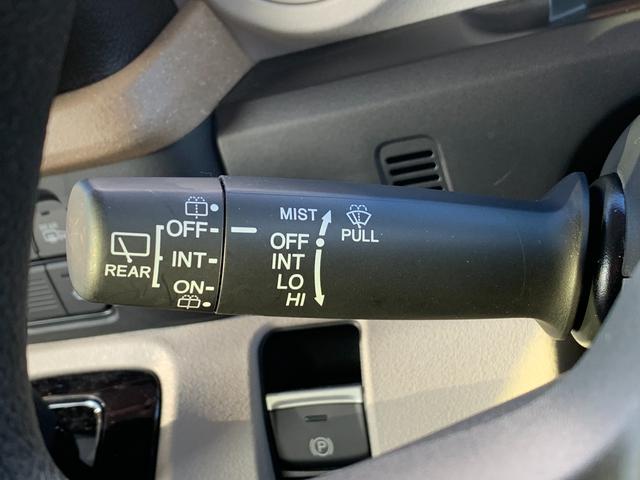 REAR
OFF
INT
ON
MIST
OFF
INT
LO
HI
PULL
P